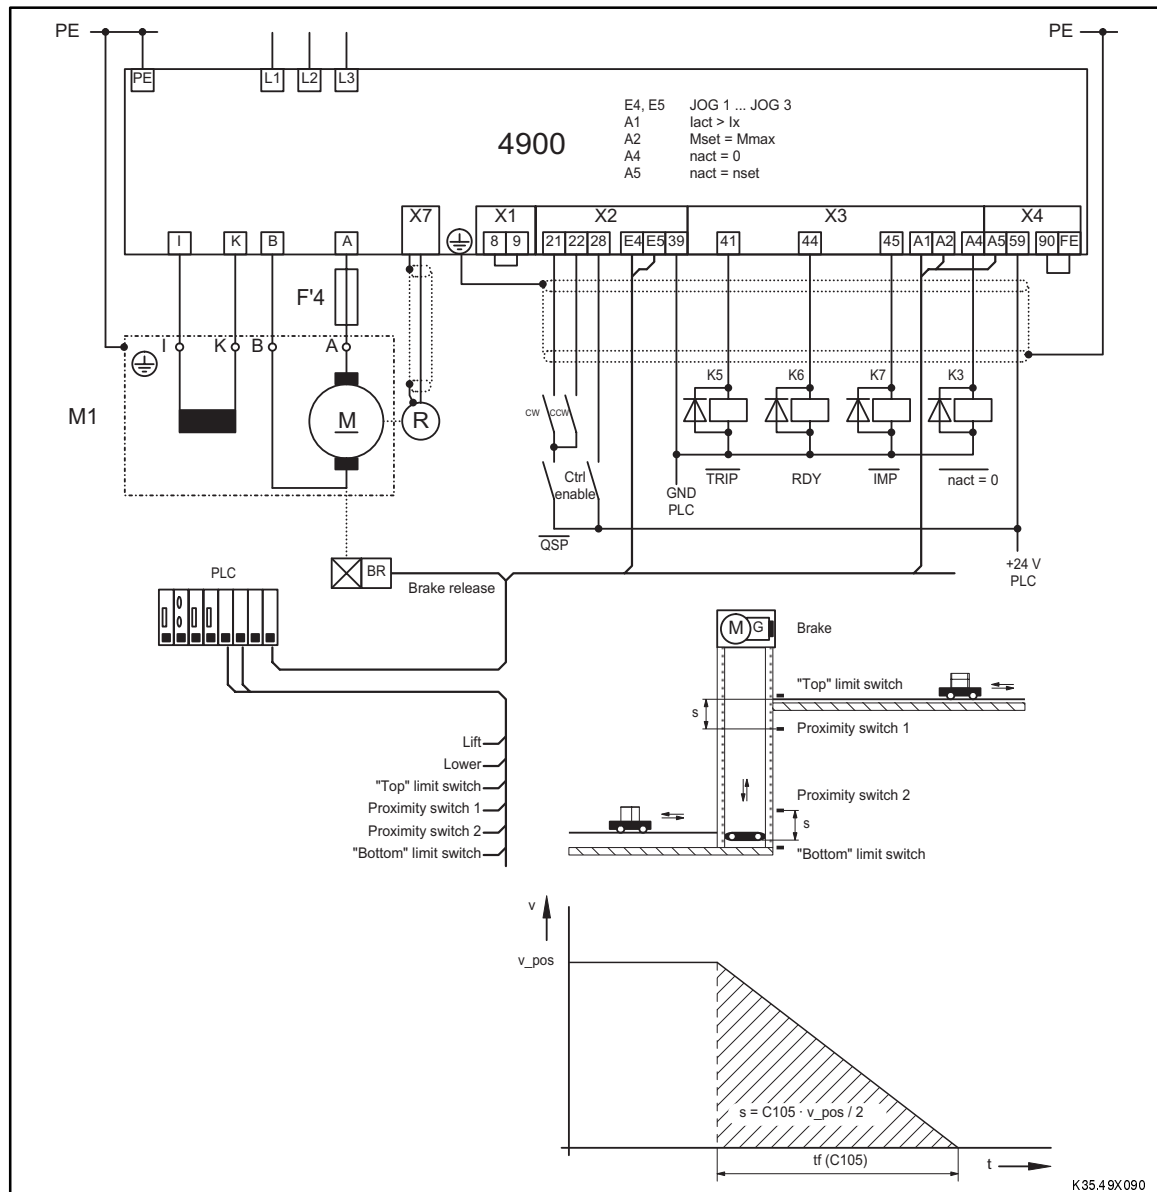 PE
PE
PE
L1
L2
L3
4900
E4, E5 JOG 1 ... JOG 3
A1 Iact > Ix
A2 Mset = Mmax
A4 nact = 0
A5 nact = nset
X7
X1
X2
X3
X4
I
K
B
A
8
9
21
22
28
E4
E5
39
41
44
45
A1
A2
A4
A5
59
90
FE
F'4
I
K
B
A
M1
M
R
K5
K6
K7
K3
CW
CCW
Ctrl
enable
GND
PLC
TRIP
RDY
IMP
nact = 0
QSP
+24 V
PLC
PLC
BR
Brake release
M
G
Brake
"Top" limit switch
s
Proximity switch 1
Proximity switch 2
s
"Bottom" limit switch
Lift
Lower
"Top" limit switch
Proximity switch 1
Proximity switch 2
"Bottom" limit switch
v
v_pos
s = C105 · v_pos / 2
tf (C105)
t
K35.49X090